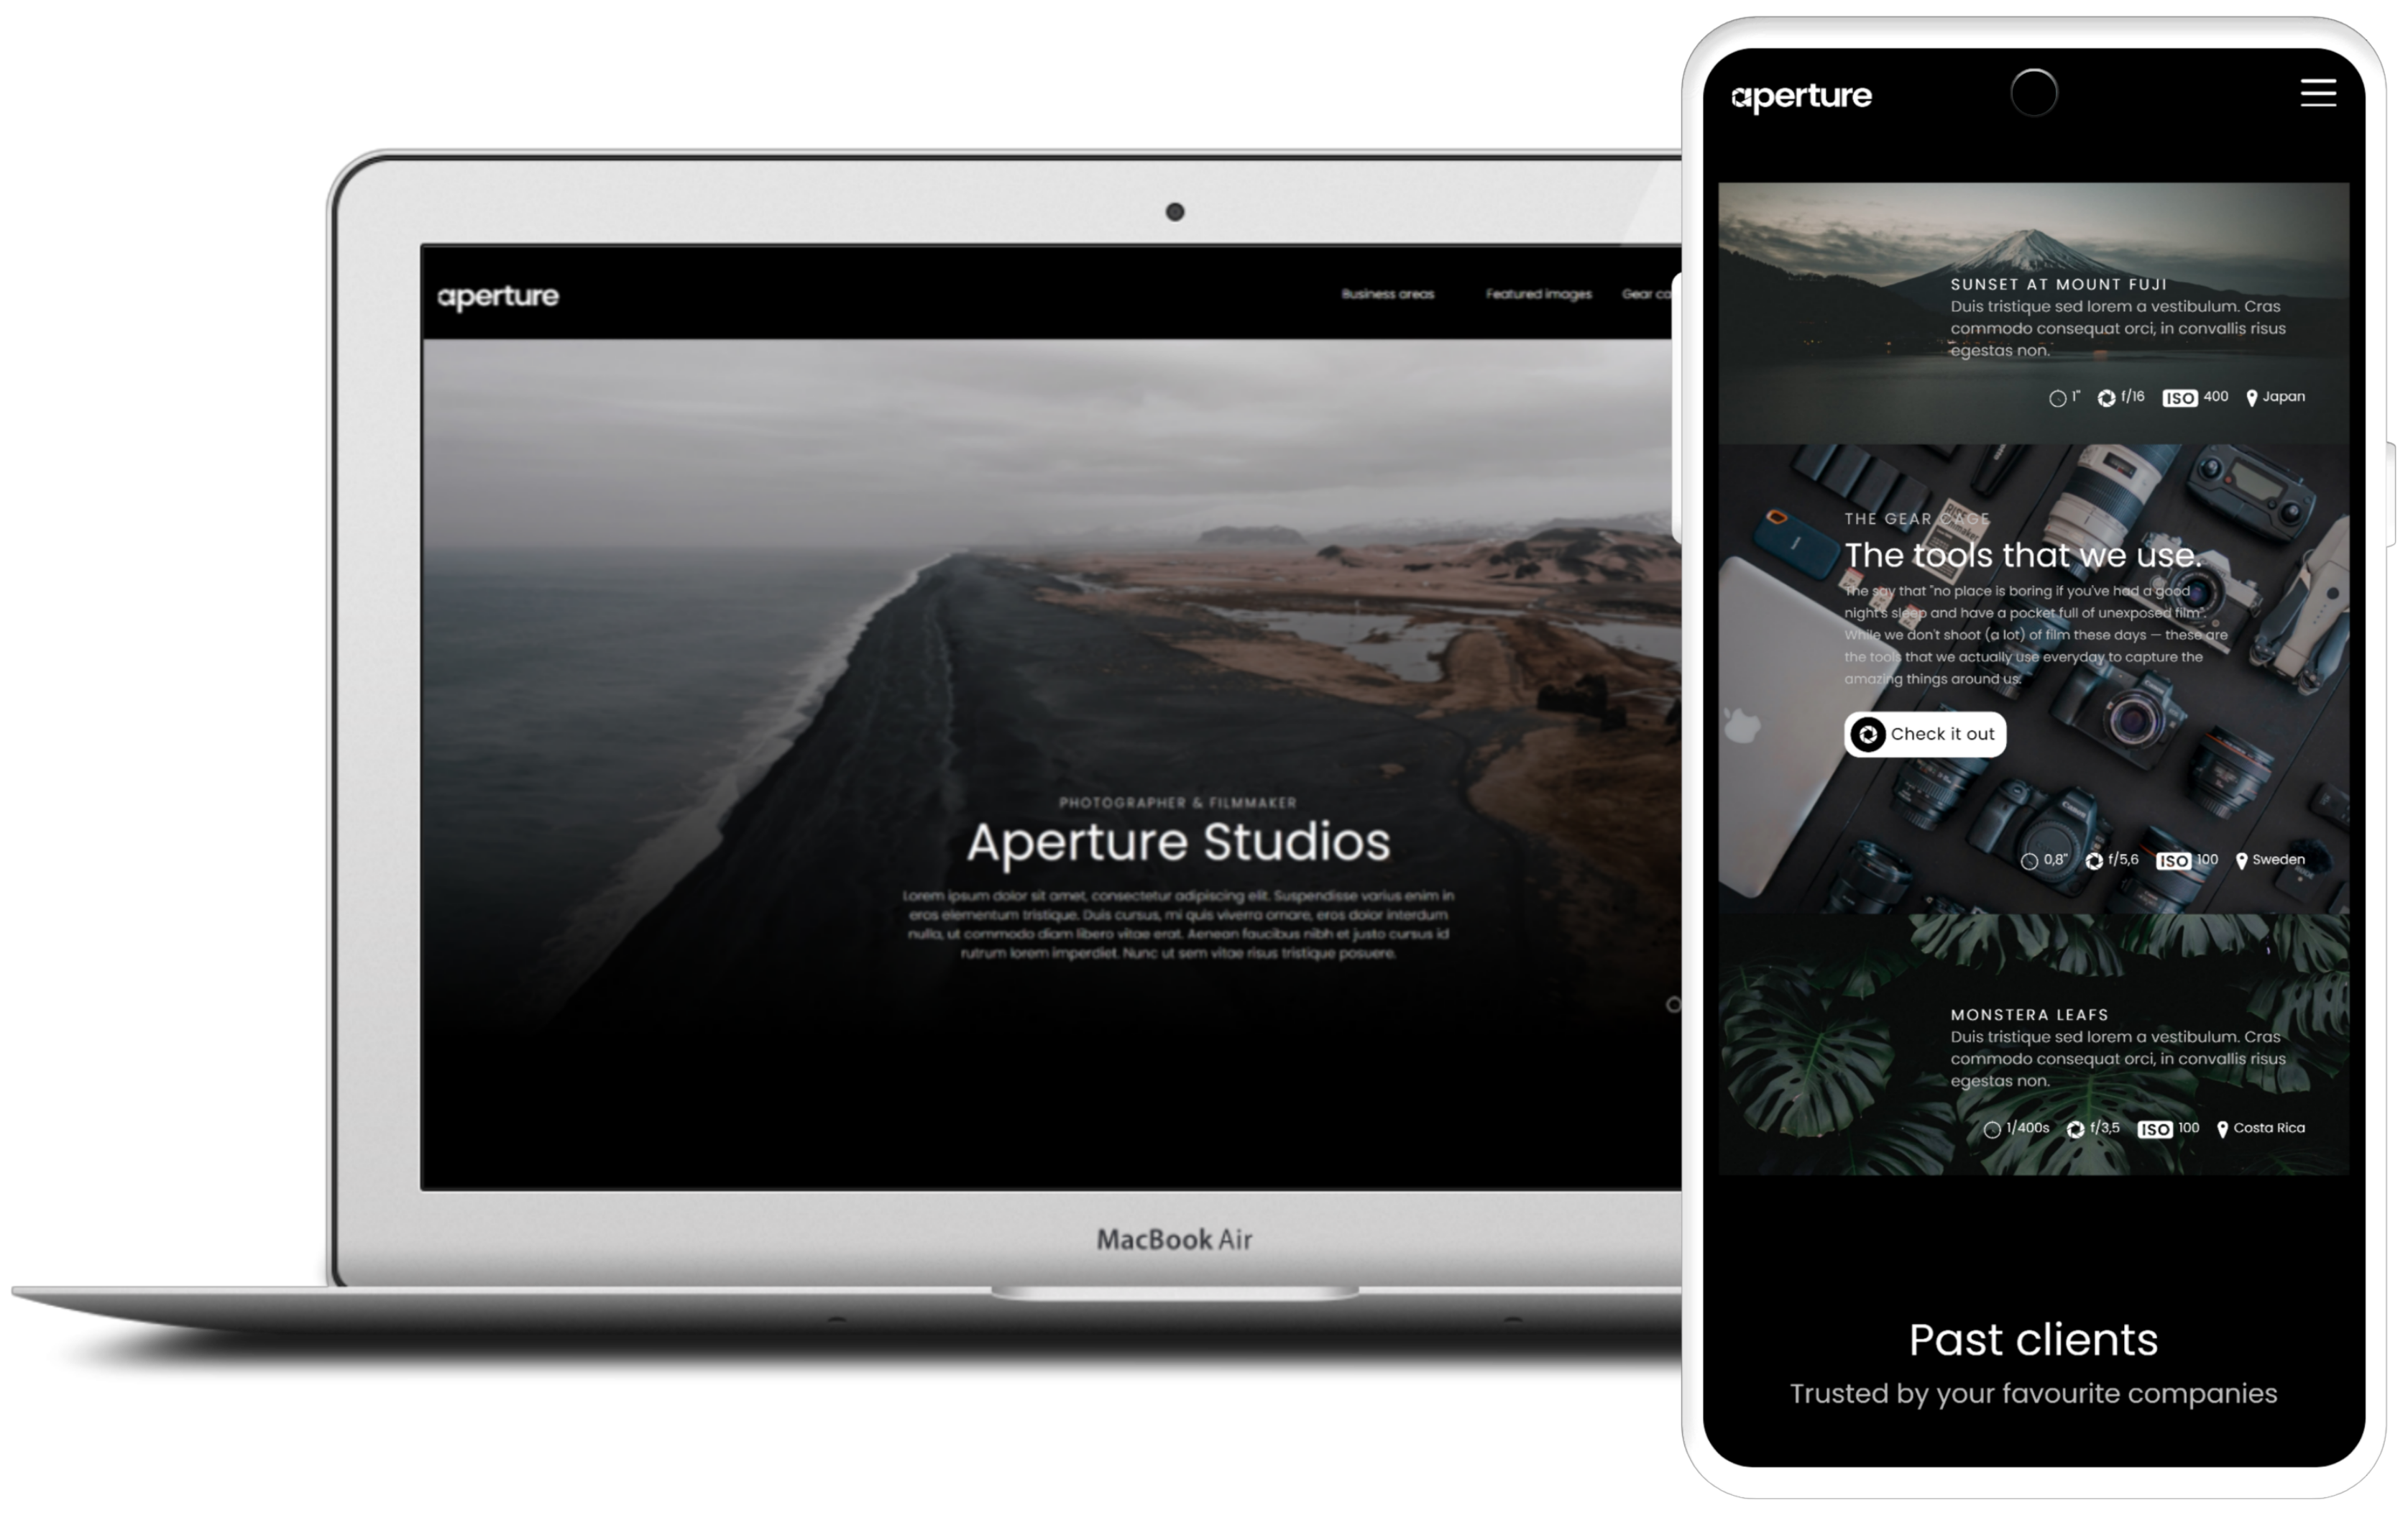 aperture
Business areas Featured images Gear
PHOTOGRAPHER & FILMMAKER
Aperture Studios
Lorem ipsum dolor sit amet, consectetur adipiscing elit. Suspendisse varius enim in
eros elementum tristique. Duis cursus, mi quis viverra ornare, eros dolor interdum
nulla, ut commodo diam libero vitae erat. Aenean faucibus nibh et justo cursus id
rutrum lorem imperdiet. Nunc ut sem vitae risus tristique posuere.
MacBook Air
aperture
SUNSET AT MOUNT FUJI
Duis tristique sed lorem a vestibulum. Cras
commodo consequat orci, in convallis risus
egestas non.
1" f/16 ISO 400 Japan
THE GEAR CAGE
The tools that we use.
The say that "no place is boring if you've had a good
night's sleep and have a pocket full of unexposed film".
While we don't shoot (a lot) of film these days — these are
the tools that we actually use everyday to capture the
amazing things around us.
Check it out
Canon
0,8" f/5,6 ISO 100 Sweden
MONSTERA LEAFS
Duis tristique sed lorem a vestibulum. Cras
commodo consequat orci, in convallis risus
egestas non.
1/400s f/3,5 ISO 100 Costa Rica
Past clients
Trusted by your favourite companies